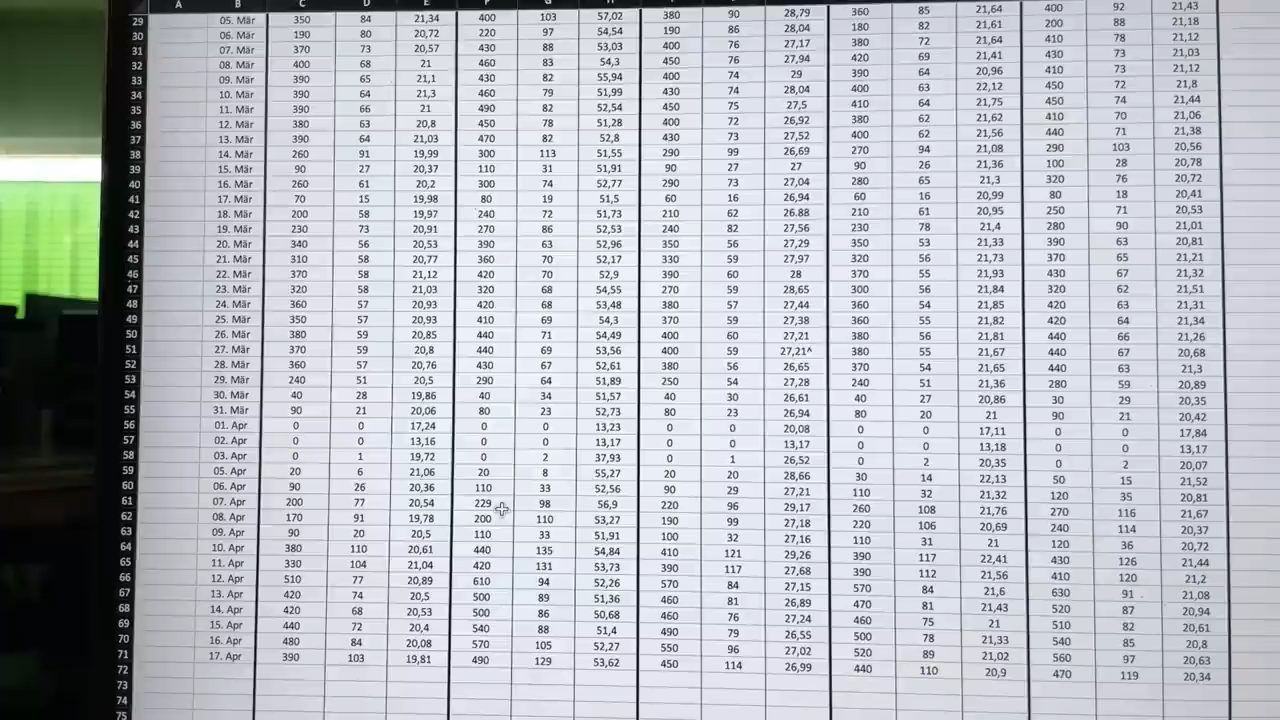 A B C D E
29 05. Mär 350 84 21,34 400 103 57,02 380 90 28,79 360 85 21,64 400 92 21,43
30 06. Mär 190 80 20,72 220 97 54,54 190 86 28,04 180 82 21,61 200 88 21,18
31 07. Mär 370 73 20,57 430 88 53,03 400 76 27,17 380 72 21,64 410 78 21,12
32 08. Mär 400 68 21 460 83 54,3 450 76 27,94 420 69 21,41 430 73 21,03
33 09. Mär 390 65 21,1 430 82 55,94 400 74 29 390 64 20,96 410 73 21,12
34 10. Mär 390 64 21,3 460 79 51,99 430 74 28,04 400 63 22,12 450 72 21,8
35 11. Mär 390 66 21 490 82 52,54 450 75 27,5 410 64 21,75 450 74 21,44
36 12. Mär 380 63 20,8 450 78 51,28 400 72 26,92 380 62 21,62 410 70 21,06
37 13. Mär 390 64 21,03 470 82 52,8 430 73 27,52 400 62 21,56 440 71 21,38
38 14. Mär 260 91 19,99 300 113 51,55 290 99 26,69 270 94 21,08 290 103 20,56
39 15. Mär 90 27 20,37 110 31 51,91 90 27 27 90 26 21,36 100 28 20,78
40 16. Mär 260 61 20,2 300 74 52,77 290 73 27,04 280 65 21,3 320 76 20,72
41 17. Mär 70 15 19,98 80 19 51,5 60 16 26,94 60 16 20,99 80 18 20,41
42 18. Mär 200 58 19,97 240 72 51,73 210 62 26.88 210 61 20,95 250 71 20,53
43 19. Mär 230 73 20,91 270 86 52,53 240 82 27,56 230 78 21,4 280 90 21,01
44 20. Mär 340 56 20,53 390 63 52,96 350 56 27,29 350 53 21,33 390 63 20,81
45 21. Mär 310 58 20,77 360 70 52,17 330 59 27,97 320 56 21,73 370 65 21,21
46 22. Mär 370 58 21,12 420 70 52,9 390 60 28 370 55 21,93 430 67 21,32
47 23. Mär 320 58 21,03 320 68 54,55 270 59 28,65 300 56 21,84 320 62 21,51
48 24. Mär 360 57 20,93 420 68 53,48 380 57 27,44 360 54 21,85 420 63 21,31
49 25. Mär 350 57 20,93 410 69 54,3 370 59 27,38 360 55 21,82 420 64 21,34
50 26. Mär 380 59 20,85 440 71 54,49 400 60 27,21 380 56 21,81 440 66 21,26
51 27. Mär 370 59 20,8 440 69 53,56 400 59 27,21^ 380 55 21,67 440 67 20,68
52 28. Mär 360 57 20,76 430 67 52,61 380 56 26,65 370 54 21,65 440 63 21,3
53 29. Mär 240 51 20,5 290 64 51,89 250 54 27,28 240 51 21,36 280 59 20,89
54 30. Mär 40 28 19,86 40 34 51,57 40 30 26,61 40 27 20,86 30 29 20,35
55 31. Mär 90 21 20,06 80 23 52,73 80 23 26,94 80 20 21 90 21 20,42
56 01. Apr 0 0 17,24 0 0 13,23 0 0 20,08 0 0 17,11 0 0 17,84
57 02. Apr 0 0 13,16 0 0 13,17 0 0 13,17 0 0 13,18 0 0 13,17
58 03. Apr 0 1 19,72 0 2 37,93 0 1 26,52 0 2 20,35 0 2 20,07
59 05. Apr 20 6 21,06 20 8 55,27 20 20 28,66 30 14 22,13 50 15 21,52
60 06. Apr 90 26 20,36 110 33 52,56 90 29 27,21 110 32 21,32 120 35 20,81
61 07. Apr 200 77 20,54 229 98 56,9 220 96 29,17 260 108 21,76 270 116 21,67
62 08. Apr 170 91 19,78 200 110 53,27 190 99 27,18 220 106 20,69 240 114 20,37
63 09. Apr 90 20 20,5 110 33 51,91 100 32 27,16 110 31 21 120 36 20,72
64 10. Apr 380 110 20,61 440 135 54,84 410 121 29,26 390 117 22,41 430 126 21,44
65 11. Apr 330 104 21,04 420 131 53,73 390 117 27,68 390 112 21,56 410 120 21,2
66 12. Apr 510 77 20,89 610 94 52,26 570 84 27,15 570 84 21,6 630 91 21,08
67 13. Apr 420 74 20,5 500 89 51,36 460 81 26,89 470 81 21,43 520 87 20,94
68 14. Apr 420 68 20,53 500 86 50,68 460 76 27,24 460 75 21 510 82 20,61
69 15. Apr 440 72 20,4 540 88 51,4 490 79 26,55 500 78 21,33 540 85 20,8
70 16. Apr 480 84 20,08 570 105 52,27 550 96 27,02 520 89 21,02 560 97 20,63
71 17. Apr 390 103 19,81 490 129 53,62 450 114 26,99 440 110 20,9 470 119 20,34
72
73
74
75